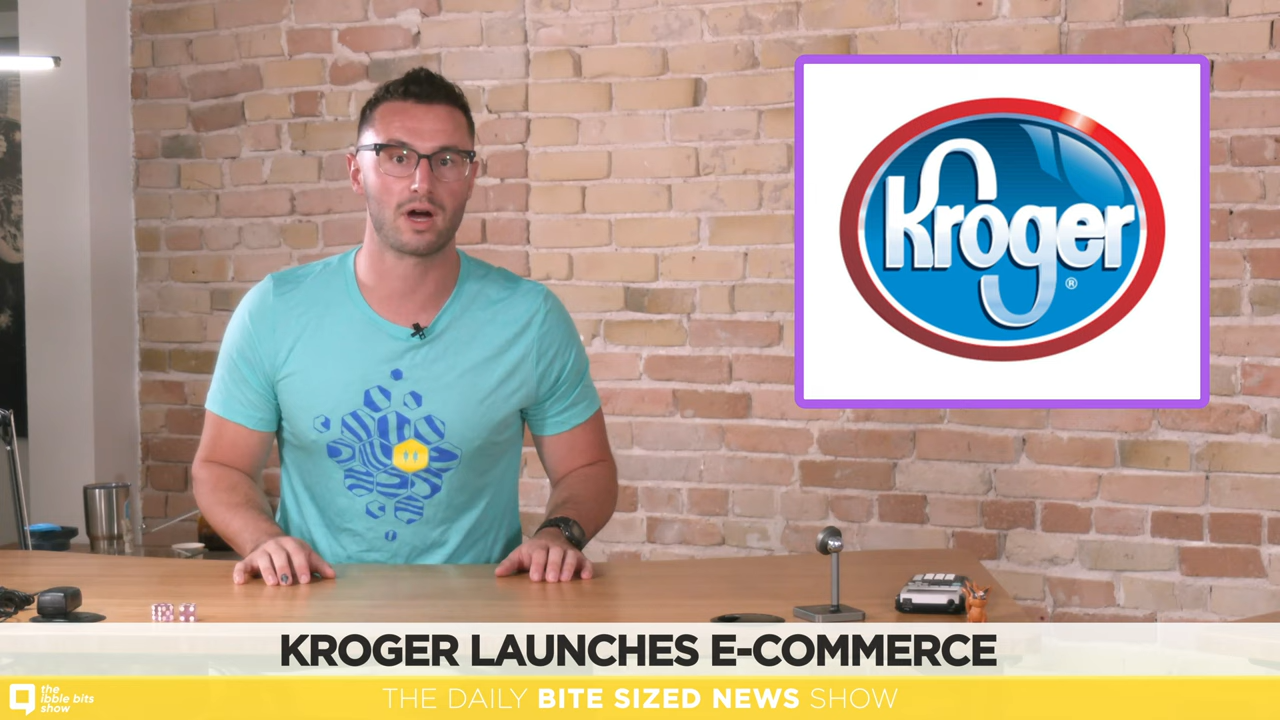 Kroger
®
KROGER LAUNCHES E-COMMERCE
THE DAILY BITE SIZED NEWS SHOW
the
ibble bits
show